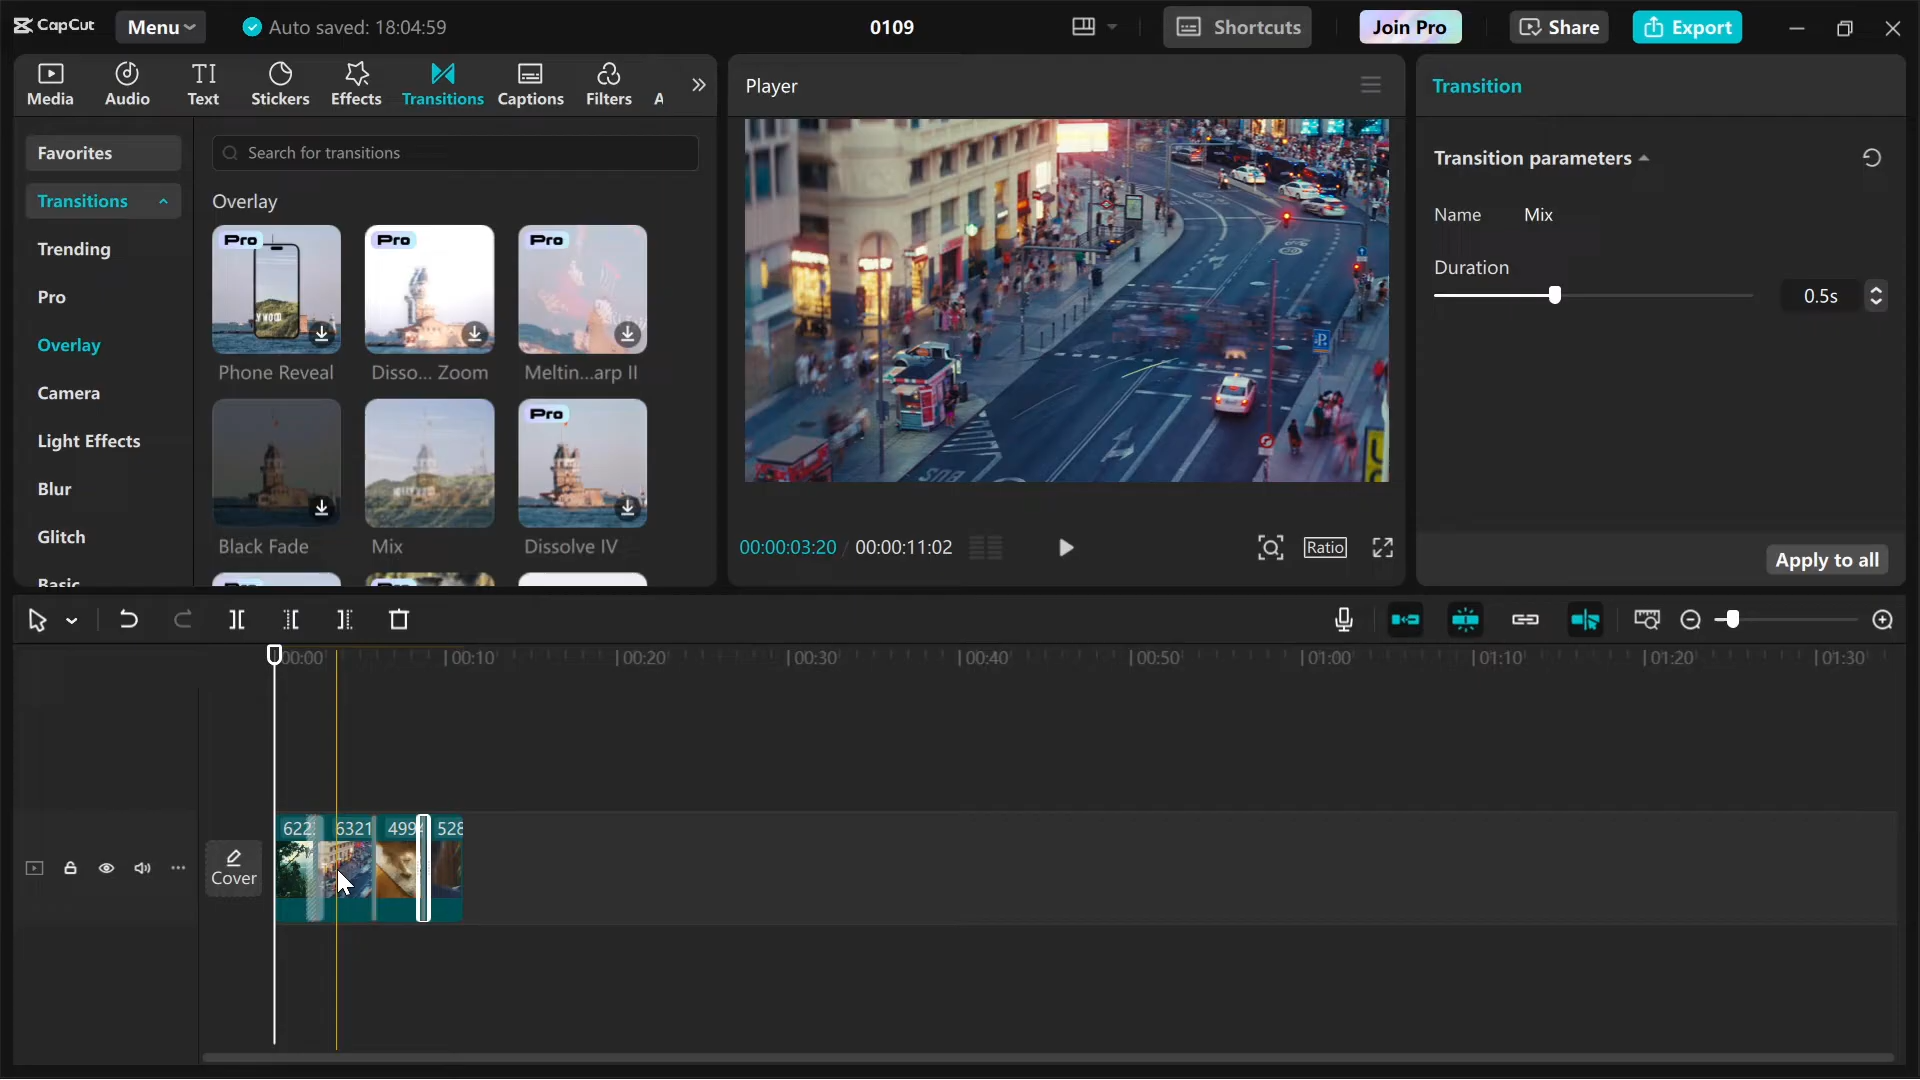 CapCut
Menu
Auto saved: 18:04:59
0109
Shortcuts
Join Pro
Share
Export
Media
Audio
TI
Text
Stickers
Effects
Transitions
Captions
Filters
A
Player
Transition
Favorites
Search for transitions
Transitions
Trending
Pro
Overlay
Camera
Light Effects
Blur
Glitch
Basic
Overlay
Pro
Pro
Pro
Phone Reveal
Disso... Zoom
Meltin...arp II
Pro
Black Fade
Mix
Dissolve IV
00:00:03:20 / 00:00:11:02
Ratio
Transition parameters
Name Mix
Duration
0.5s
Apply to all
00:00
00:10
00:20
00:30
00:40
00:50
01:00
01:10
01:20
01:30
Cover
622
6321
499
528